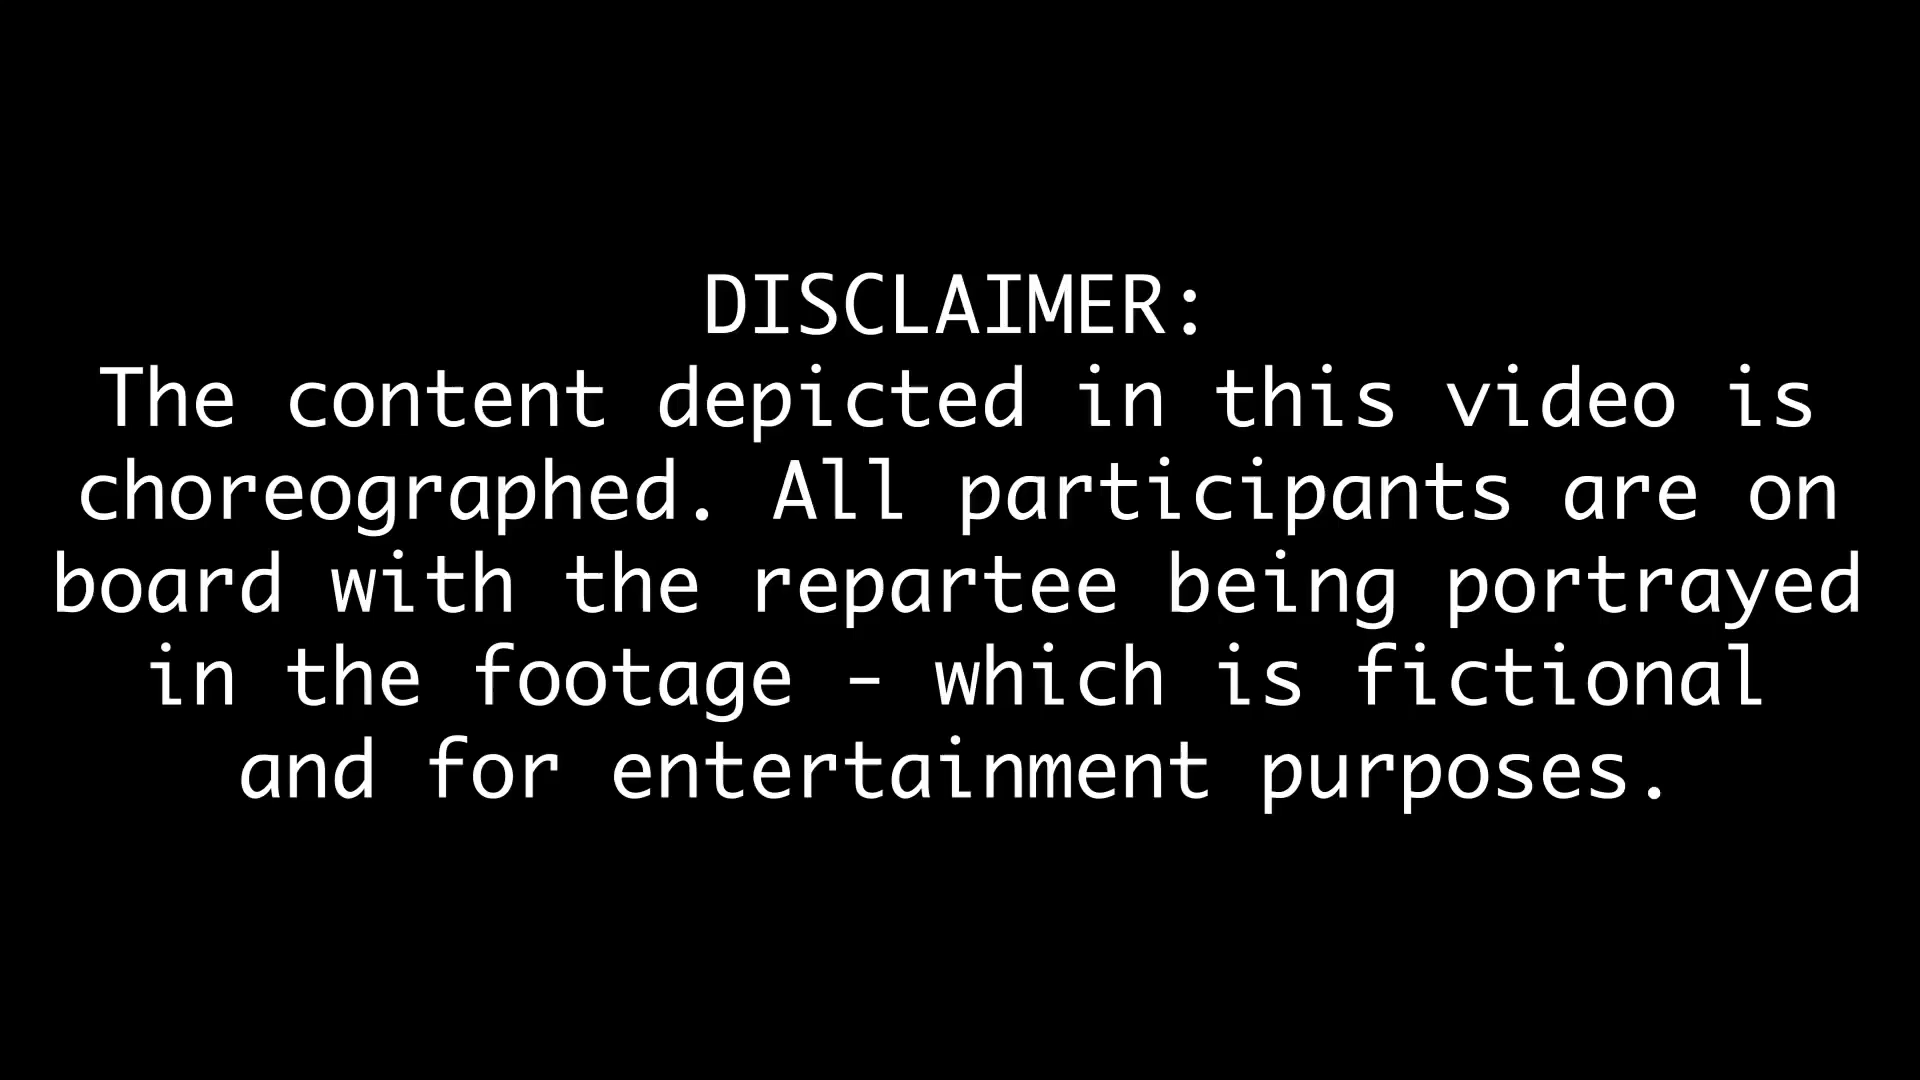 DISCLAIMER:
The content depicted in this video is
choreographed. All participants are on
board with the repartee being portrayed
in the footage - which is fictional
and for entertainment purposes.